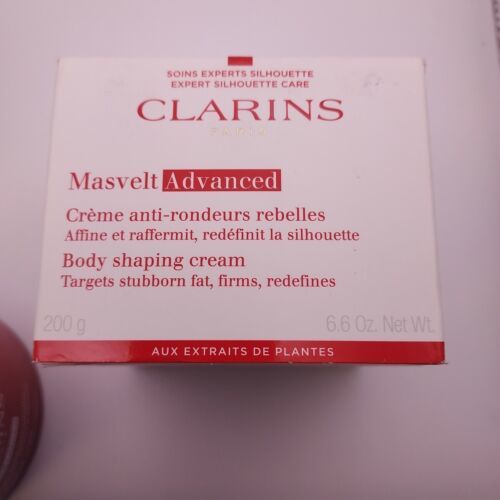 SOINS EXPERTS SILHOUETTE
EXPERT SILHOUETTE CARE
CLARINS
PARIS
Masvelt Advanced
Crème anti-rondeurs rebelles
Affine et raffermit, redéfinit la silhouette
Body shaping cream
Targets stubborn fat, firms, redefines
200 g 6.6 Oz. Net Wt.
AUX EXTRAITS DE PLANTES